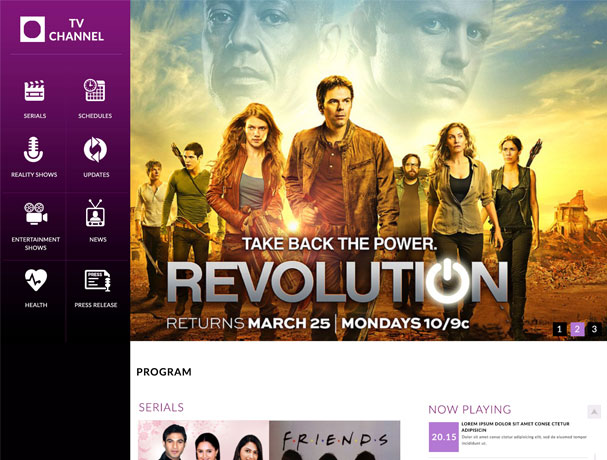 TV
CHANNEL
SERIALS
SCHEDULES
REALITY SHOWS
UPDATES
ENTERTAINMENT
SHOWS
NEWS
HEALTH
PRESS
PRESS RELEASE
TAKE BACK THE POWER.
REVOLUTION
RETURNS MARCH 25 | MONDAYS 10/9c
1 2 3
PROGRAM
SERIALS
F·R·I·E·N·D·S
NOW PLAYING
20.15
LOREM IPSUM DOLOR SIT AMET CONSE CTETUR
ADIPISICIN
Dolor sit amet conse ctetur adipisicing elit, sed do eiusmod tempor
incididunt